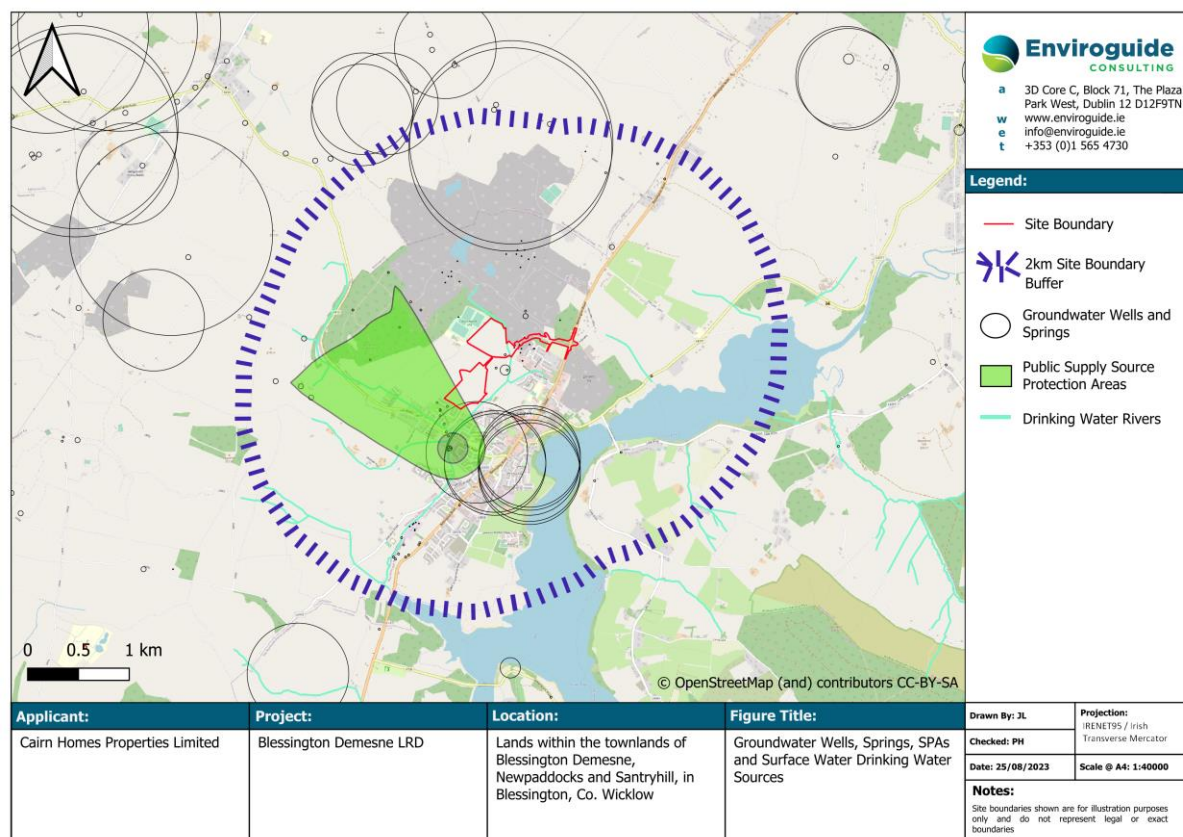 Enviroguide
CONSULTING
a 3D Core C, Block 71, The Plaza
Park West, Dublin 12 D12F9TN
w www.enviroguide.ie
e info@enviroguide.ie
t +353 (0)1 565 4730
Legend:
Site Boundary
2km Site Boundary
Buffer
Groundwater Wells and
Springs
Public Supply Source
Protection Areas
Drinking Water Rivers
0 0.5 1 km
© OpenStreetMap (and) contributors CC-BY-SA
Applicant:
Cairn Homes Properties Limited
Project:
Blessington Demesne LRD
Location:
Lands within the townlands of
Blessington Demesne,
Newpaddocks and Santryhill, in
Blessington, Co. Wicklow
Figure Title:
Groundwater Wells, Springs, SPAs
and Surface Water Drinking Water
Sources
Drawn By: JL
Checked: PH
Date: 25/08/2023
Projection:
IRENET95 / Irish
Transverse Mercator
Scale @ A4: 1:40000
Notes:
Site boundaries shown are for illustration purposes
only and do not represent legal or exact
boundaries